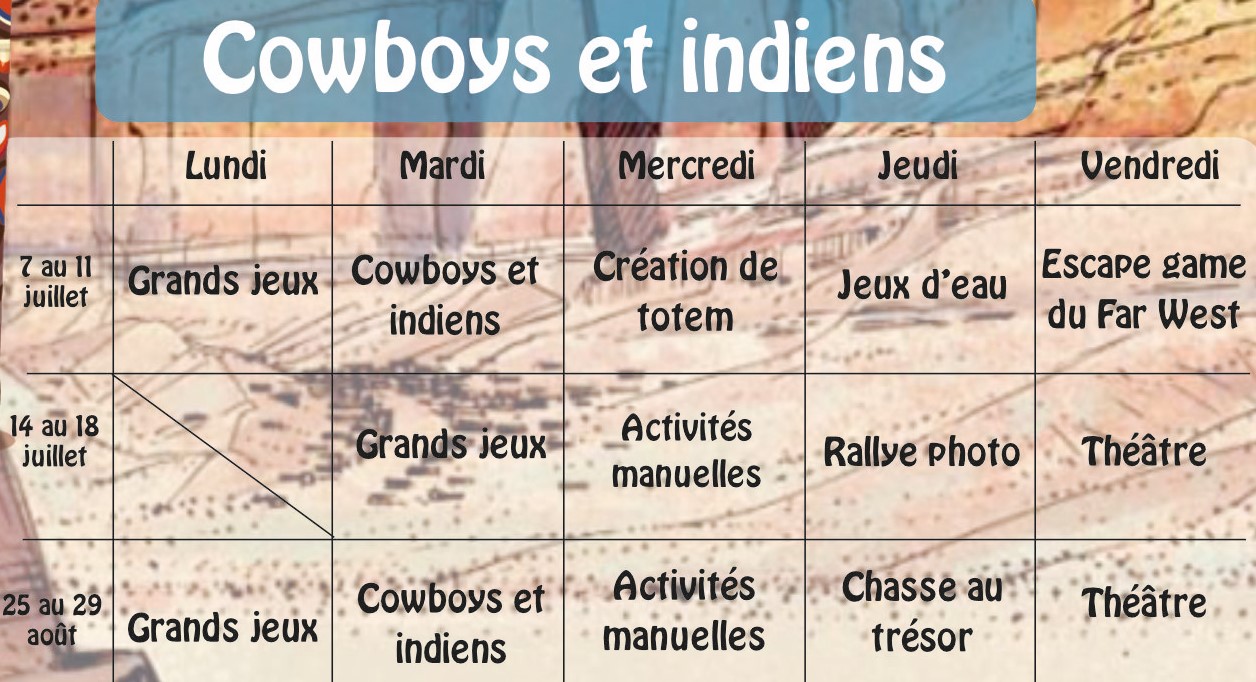 Cowboys et indiens
Lundi Mardi Mercredi Jeudi Vendredi
7 au 11
juillet
Grands jeux
Cowboys et
indiens
Création de
totem
Jeux d'eau
Escape game
du Far West
14 au 18
juillet
Grands jeux
Activités
manuelles
Rallye photo
Théâtre
25 au 29
août
Grands jeux
Cowboys et
indiens
Activités
manuelles
Chasse au
trésor
Théâtre